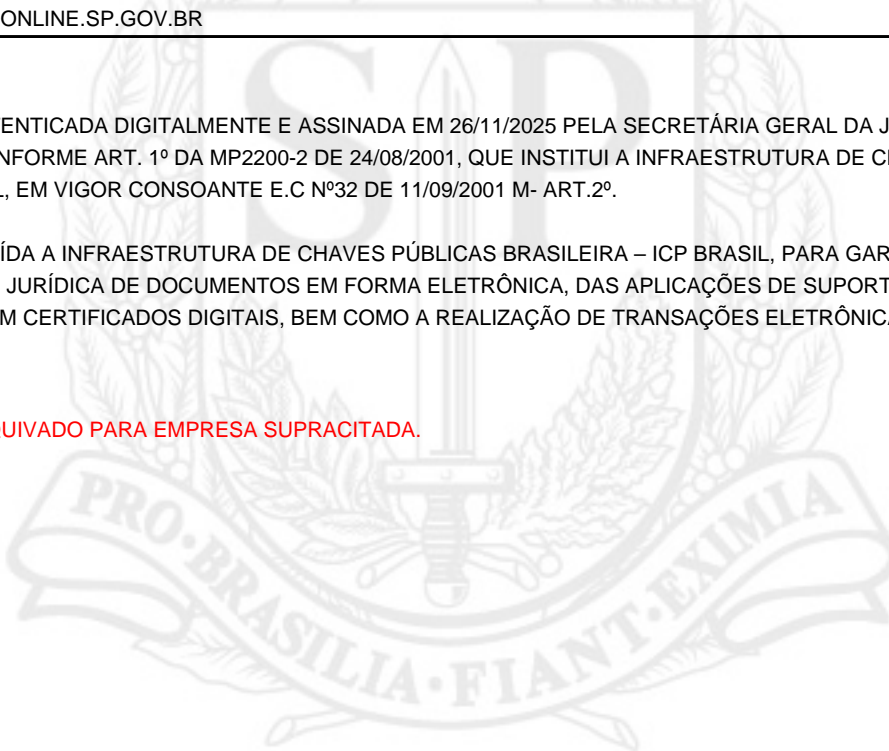 ONLINE.SP.GOV.BR
TENTICADA DIGITALMENTE E ASSINADA EM 26/11/2025 PELA SECRETÁRIA GERAL DA J
NFORME ART. 1º DA MP2200-2 DE 24/08/2001, QUE INSTITUI A INFRAESTRUTURA DE C
L, EM VIGOR CONSOANTE E.C Nº32 DE 11/09/2001 M- ART.2º.
ÍDA A INFRAESTRUTURA DE CHAVES PÚBLICAS BRASILEIRA – ICP BRASIL, PARA GAR
JURÍDICA DE DOCUMENTOS EM FORMA ELETRÔNICA, DAS APLICAÇÕES DE SUPORT
M CERTIFICADOS DIGITAIS, BEM COMO A REALIZAÇÃO DE TRANSAÇÕES ELETRÔNICA
QUIVADO PARA EMPRESA SUPRACITADA.
SP
PRO·BRASILIA·FIANT·EXIMIA